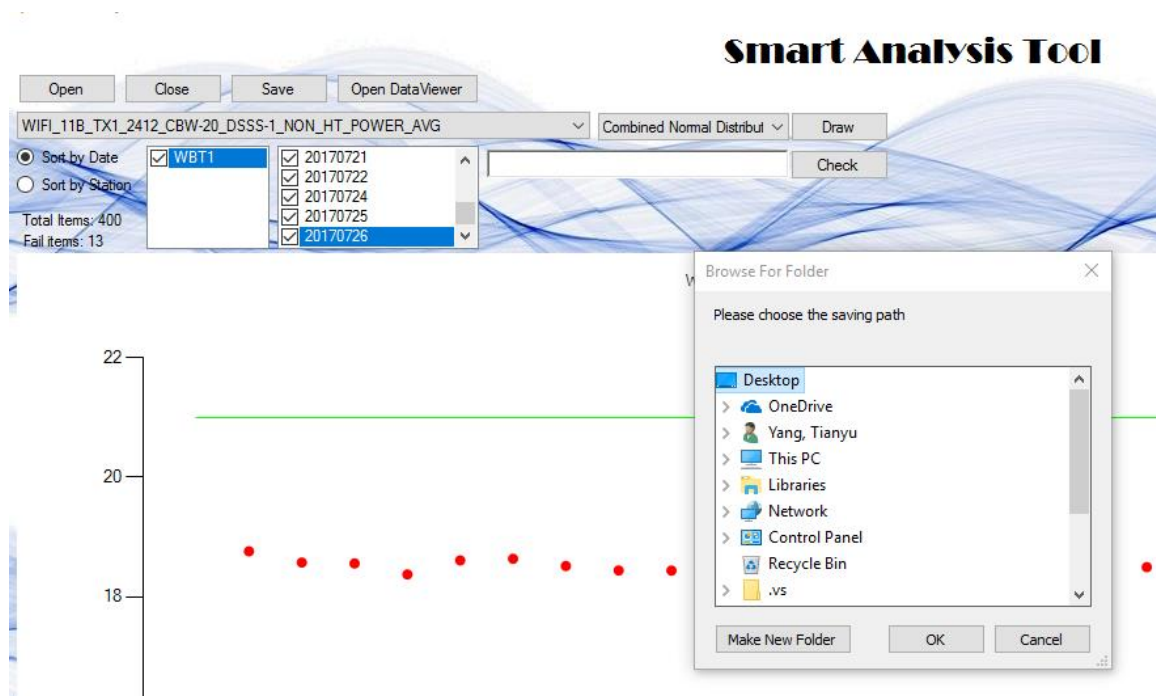 Smart Analysis Tool
Open Close Save Open DataViewer
WIFI_11B_TX1_2412_CBW-20_DSSS-1_NON_HT_POWER_AVG Combined Normal Distribut Draw
Sort by Date WBT1 20170721 Check
Sort by Station 20170722
20170724
Total Items: 400 20170725
Fail items: 13 20170726
Browse For Folder
Please choose the saving path
22
Desktop
OneDrive
Yang, Tianyu
This PC
20
Libraries
Network
Control Panel
Recycle Bin
18
.vs
Make New Folder OK Cancel